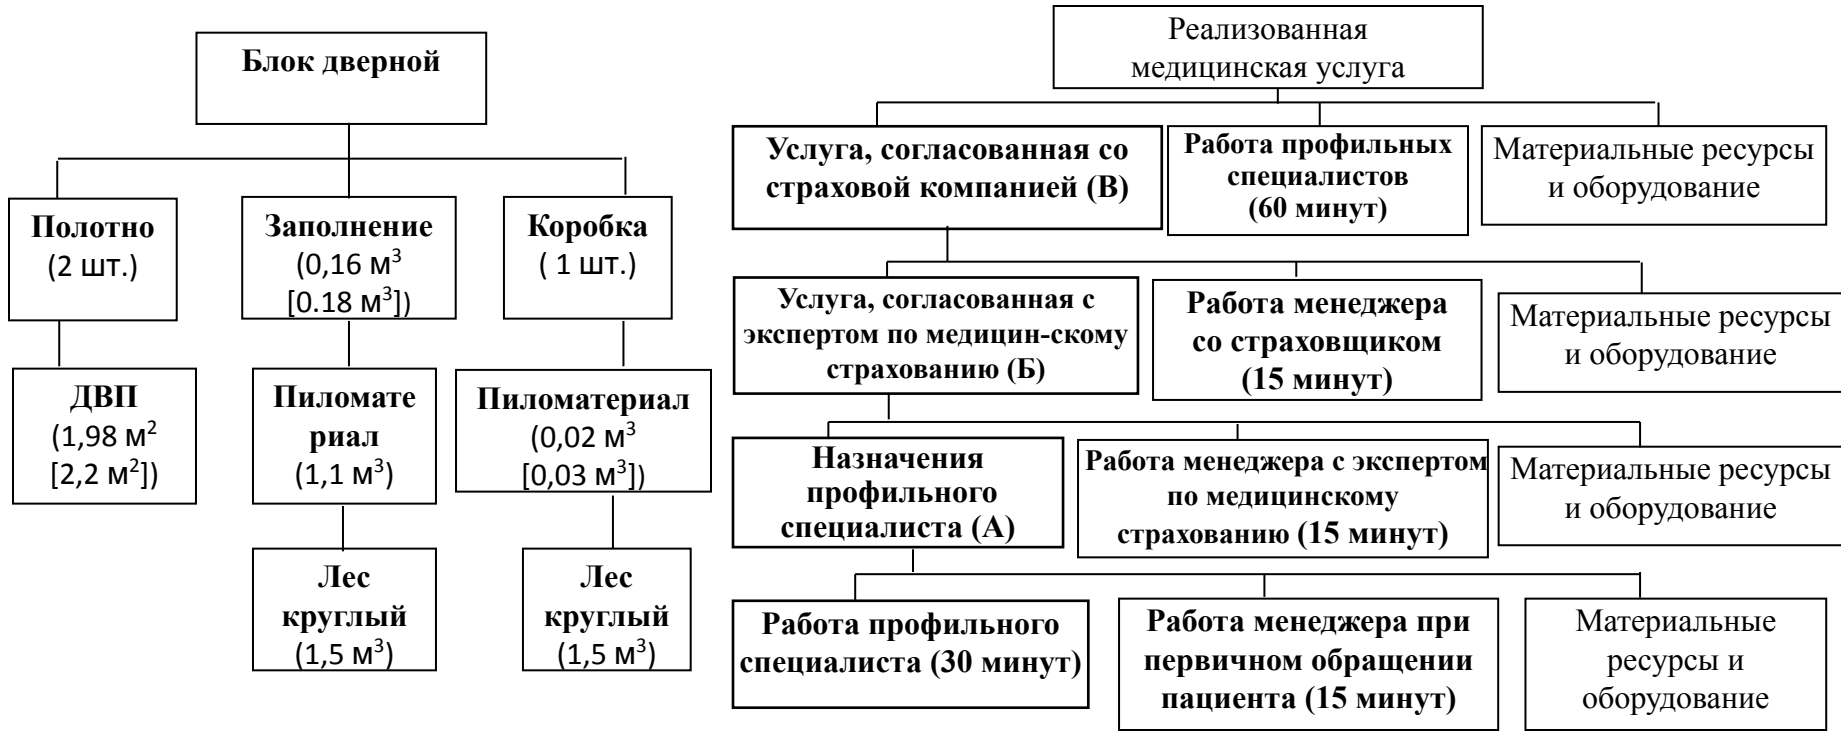 Блок дверной
Полотно
(2 шт.)
Заполнение
(0,16 м³
[0.18 м³])
Коробка
( 1 шт.)
ДВП
(1,98 м²
[2,2 м²])
Пиломате
риал
(1,1 м³)
Пиломатериал
(0,02 м³
[0,03 м³])
Лес
круглый
(1,5 м³)
Лес
круглый
(1,5 м³)
Реализованная
медицинская услуга
Услуга, согласованная со
страховой компанией (В)
Работа профильных
специалистов
(60 минут)
Материальные ресурсы
и оборудование
Услуга, согласованная с
экспертом по медицин-скому
страхованию (Б)
Работа менеджера
со страховщиком
(15 минут)
Материальные ресурсы
и оборудование
Назначения
профильного
специалиста (А)
Работа менеджера с экспертом
по медицинскому
страхованию (15 минут)
Материальные ресурсы
и оборудование
Работа профильного
специалиста (30 минут)
Работа менеджера при
первичном обращении
пациента (15 минут)
Материальные
ресурсы и
оборудование